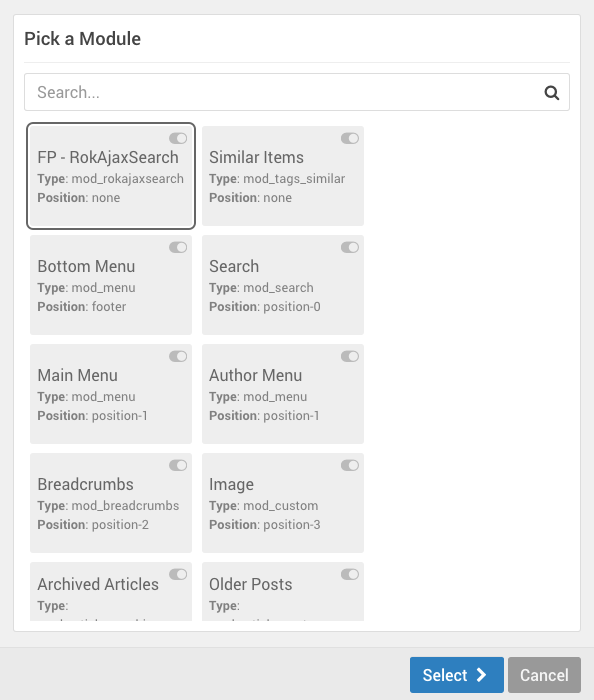 Pick a Module
Search...
FP - RokAjaxSearch
Type: mod_rokajaxsearch
Position: none
Similar Items
Type: mod_tags_similar
Position: none
Bottom Menu
Type: mod_menu
Position: footer
Search
Type: mod_search
Position: position-0
Main Menu
Type: mod_menu
Position: position-1
Author Menu
Type: mod_menu
Position: position-1
Breadcrumbs
Type: mod_breadcrumbs
Position: position-2
Image
Type: mod_custom
Position: position-3
Archived Articles
Type:
Older Posts
Type:
Select
Cancel